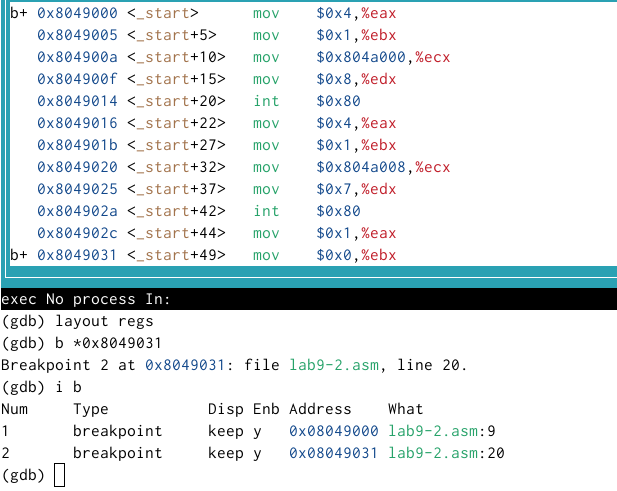 b+ 0x8049000 <_start> mov $0x4,%eax
0x8049005 <_start+5> mov $0x1,%ebx
0x804900a <_start+10> mov $0x804a000,%ecx
0x804900f <_start+15> mov $0x8,%edx
0x8049014 <_start+20> int $0x80
0x8049016 <_start+22> mov $0x4,%eax
0x804901b <_start+27> mov $0x1,%ebx
0x8049020 <_start+32> mov $0x804a008,%ecx
0x8049025 <_start+37> mov $0x7,%edx
0x804902a <_start+42> int $0x80
0x804902c <_start+44> mov $0x1,%eax
b+ 0x8049031 <_start+49> mov $0x0,%ebx
exec No process In:
(gdb) layout regs
(gdb) b *0x8049031
Breakpoint 2 at 0x8049031: file lab9-2.asm, line 20.
(gdb) i b
Num Type Disp Enb Address What
1 breakpoint keep y 0x08049000 lab9-2.asm:9
2 breakpoint keep y 0x08049031 lab9-2.asm:20
(gdb)